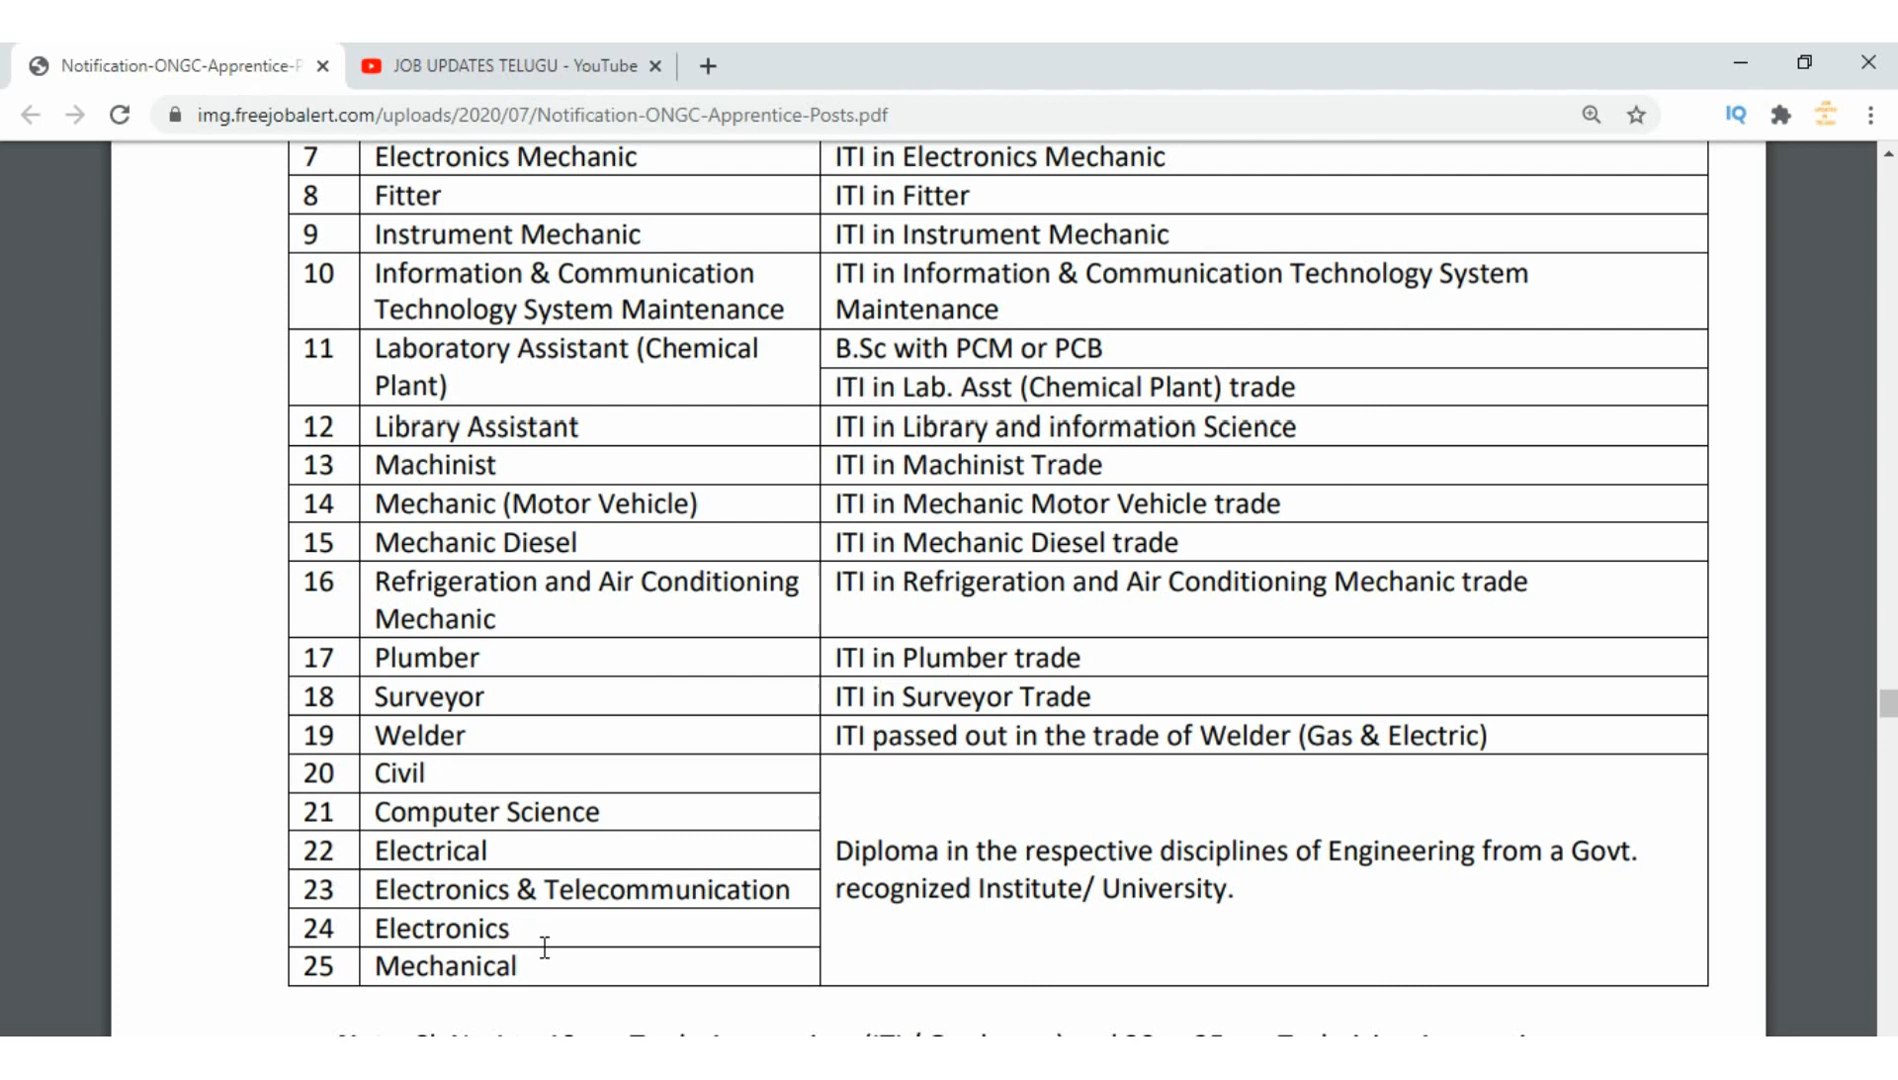 Notification-ONGC-Apprentice-P
JOB UPDATES TELUGU - YouTube
img.freejobalert.com/uploads/2020/07/Notification-ONGC-Apprentice-Posts.pdf
IQ
7 Electronics Mechanic ITI in Electronics Mechanic
8 Fitter ITI in Fitter
9 Instrument Mechanic ITI in Instrument Mechanic
10 Information & Communication ITI in Information & Communication Technology System
Technology System Maintenance Maintenance
11 Laboratory Assistant (Chemical B.Sc with PCM or PCB
Plant) ITI in Lab. Asst (Chemical Plant) trade
12 Library Assistant ITI in Library and information Science
13 Machinist ITI in Machinist Trade
14 Mechanic (Motor Vehicle) ITI in Mechanic Motor Vehicle trade
15 Mechanic Diesel ITI in Mechanic Diesel trade
16 Refrigeration and Air Conditioning ITI in Refrigeration and Air Conditioning Mechanic trade
Mechanic
17 Plumber ITI in Plumber trade
18 Surveyor ITI in Surveyor Trade
19 Welder ITI passed out in the trade of Welder (Gas & Electric)
20 Civil
21 Computer Science
22 Electrical Diploma in the respective disciplines of Engineering from a Govt.
23 Electronics & Telecommunication recognized Institute/ University.
24 Electronics
25 Mechanical